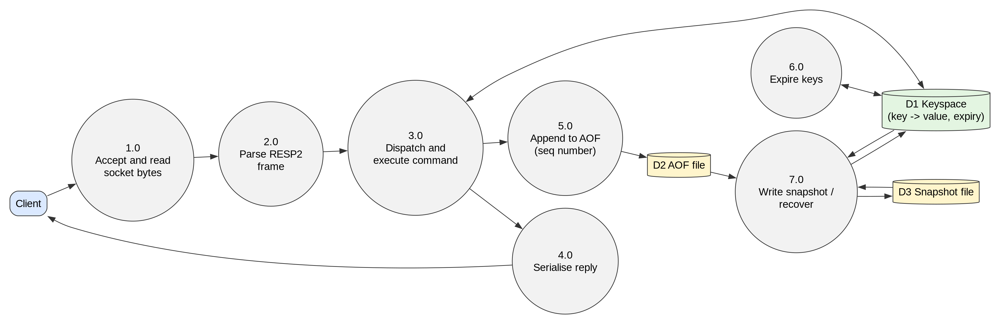 Client
1.0
Accept and read
socket bytes
2.0
Parse RESP2
frame
3.0
Dispatch and
execute command
5.0
Append to AOF
(seq number)
4.0
Serialise reply
D2 AOF file
6.0
Expire keys
7.0
Write snapshot /
recover
D1 Keyspace
(key -> value, expiry)
D3 Snapshot file